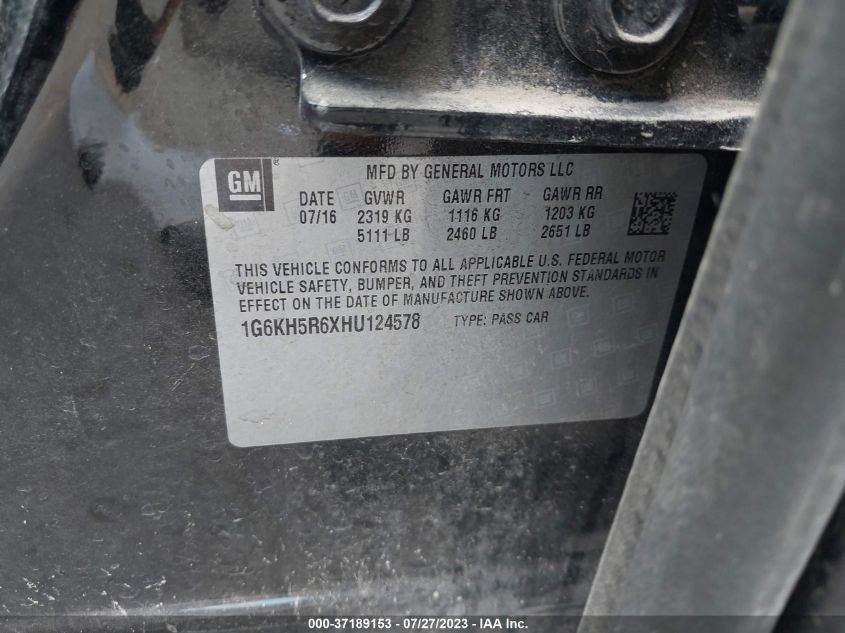 GM
MFD BY GENERAL MOTORS LLC
DATE GVWR GAWR FRT GAWR RR
07/16 2319 KG 1116 KG 1203 KG
5111 LB 2460 LB 2651 LB
THIS VEHICLE CONFORMS TO ALL APPLICABLE U.S. FEDERAL MOTOR
VEHICLE SAFETY, BUMPER, AND THEFT PREVENTION STANDARDS IN
EFFECT ON THE DATE OF MANUFACTURE SHOWN ABOVE.
1G6KH5R6XHU124578 TYPE: PASS CAR
000-37189153 - 07/27/2023 - IAA Inc.